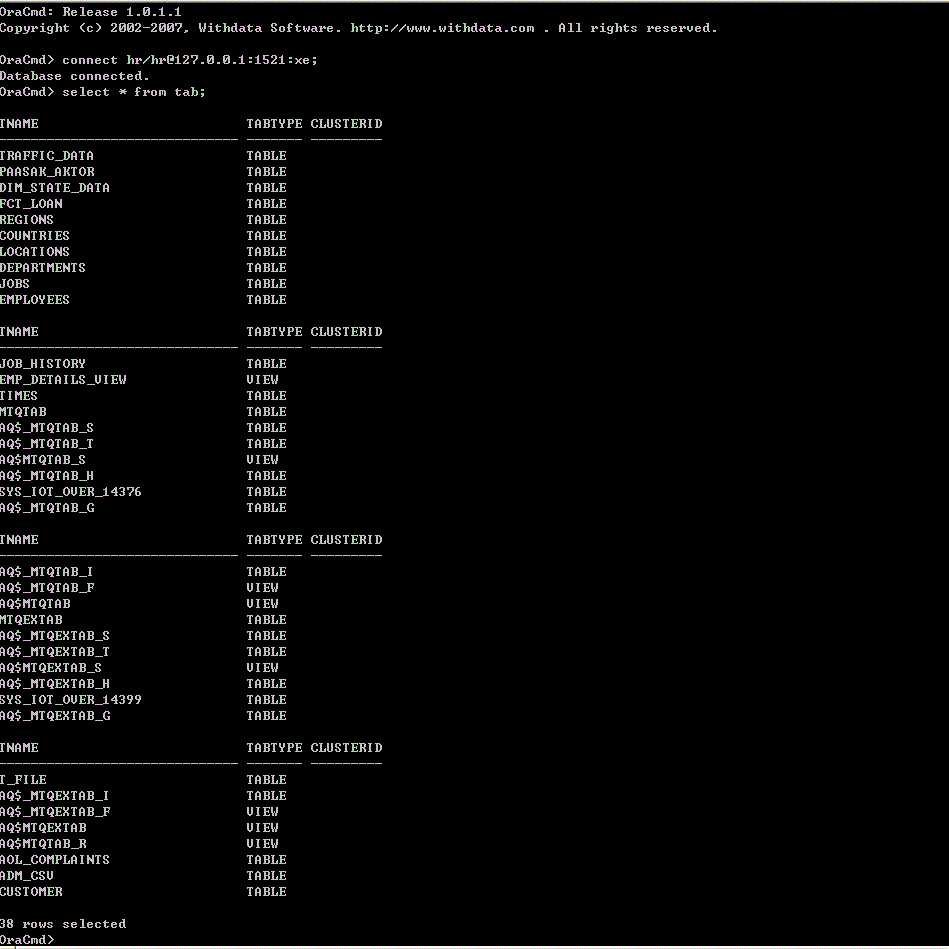 OraCmd: Release 1.0.1.1
Copyright (c) 2002-2007, Withdata Software. http://www.withdata.com . All rights reserved.
OraCmd> connect hr/hr@127.0.0.1:1521:xe;
Database connected.
OraCmd> select * from tab;
TNAME TABTYPE CLUSTERID
------------------------------ ------- ---------
TRAFFIC_DATA TABLE
PAASAK_AKTOR TABLE
DIM_STATE_DATA TABLE
FCT_LOAN TABLE
REGIONS TABLE
COUNTRIES TABLE
LOCATIONS TABLE
DEPARTMENTS TABLE
JOBS TABLE
EMPLOYEES TABLE
TNAME TABTYPE CLUSTERID
------------------------------ ------- ---------
JOB_HISTORY TABLE
EMP_DETAILS_VIEW VIEW
TIMES TABLE
MTQTAB TABLE
AQ$_MTQTAB_S TABLE
AQ$_MTQTAB_T TABLE
AQ$MTQTAB_S VIEW
AQ$_MTQTAB_H TABLE
SYS_IOT_OVER_14376 TABLE
AQ$_MTQTAB_G TABLE
TNAME TABTYPE CLUSTERID
------------------------------ ------- ---------
AQ$_MTQTAB_I TABLE
AQ$_MTQTAB_F VIEW
AQ$MTQTAB VIEW
MTQEXTAB TABLE
AQ$_MTQEXTAB_S TABLE
AQ$_MTQEXTAB_T TABLE
AQ$MTQEXTAB_S VIEW
AQ$_MTQEXTAB_H TABLE
SYS_IOT_OVER_14399 TABLE
AQ$_MTQEXTAB_G TABLE
TNAME TABTYPE CLUSTERID
------------------------------ ------- ---------
T_FILE TABLE
AQ$_MTQEXTAB_I TABLE
AQ$_MTQEXTAB_F VIEW
AQ$MTQEXTAB VIEW
AQ$MTQTAB_R VIEW
AOL_COMPLAINTS TABLE
ADM_CSV TABLE
CUSTOMER TABLE
38 rows selected
OraCmd>